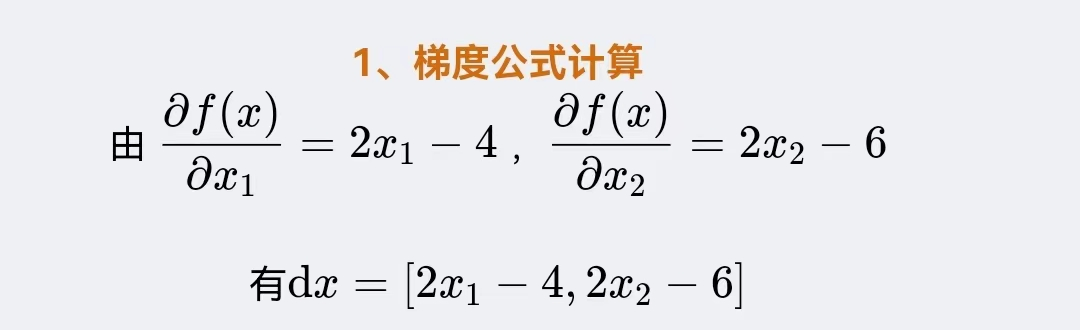 1、梯度公式计算
由 ∂f(x)/∂x₁ = 2x₁ − 4 , ∂f(x)/∂x₂ = 2x₂ − 6
有dx = [2x₁ − 4, 2x₂ − 6]